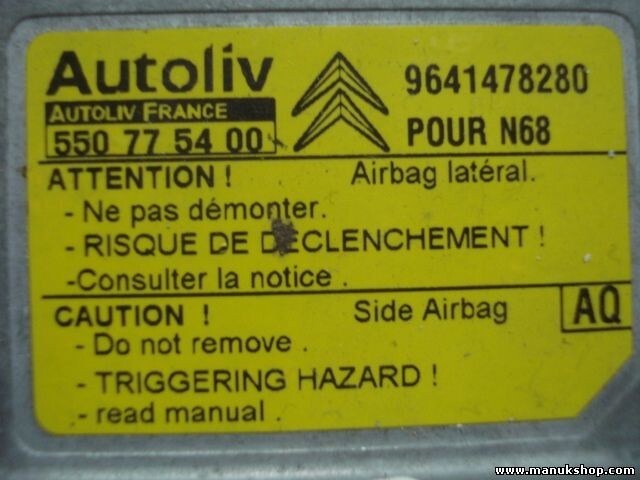 Autoliv
AUTOLIV FRANCE
550 77 54 00
9641478280
POUR N68
ATTENTION ! Airbag latéral.
- Ne pas démonter.
- RISQUE DE DECLENCHEMENT !
-Consulter la notice .
CAUTION ! Side Airbag AQ
- Do not remove .
- TRIGGERING HAZARD !
- read manual .
www.manukshop.com